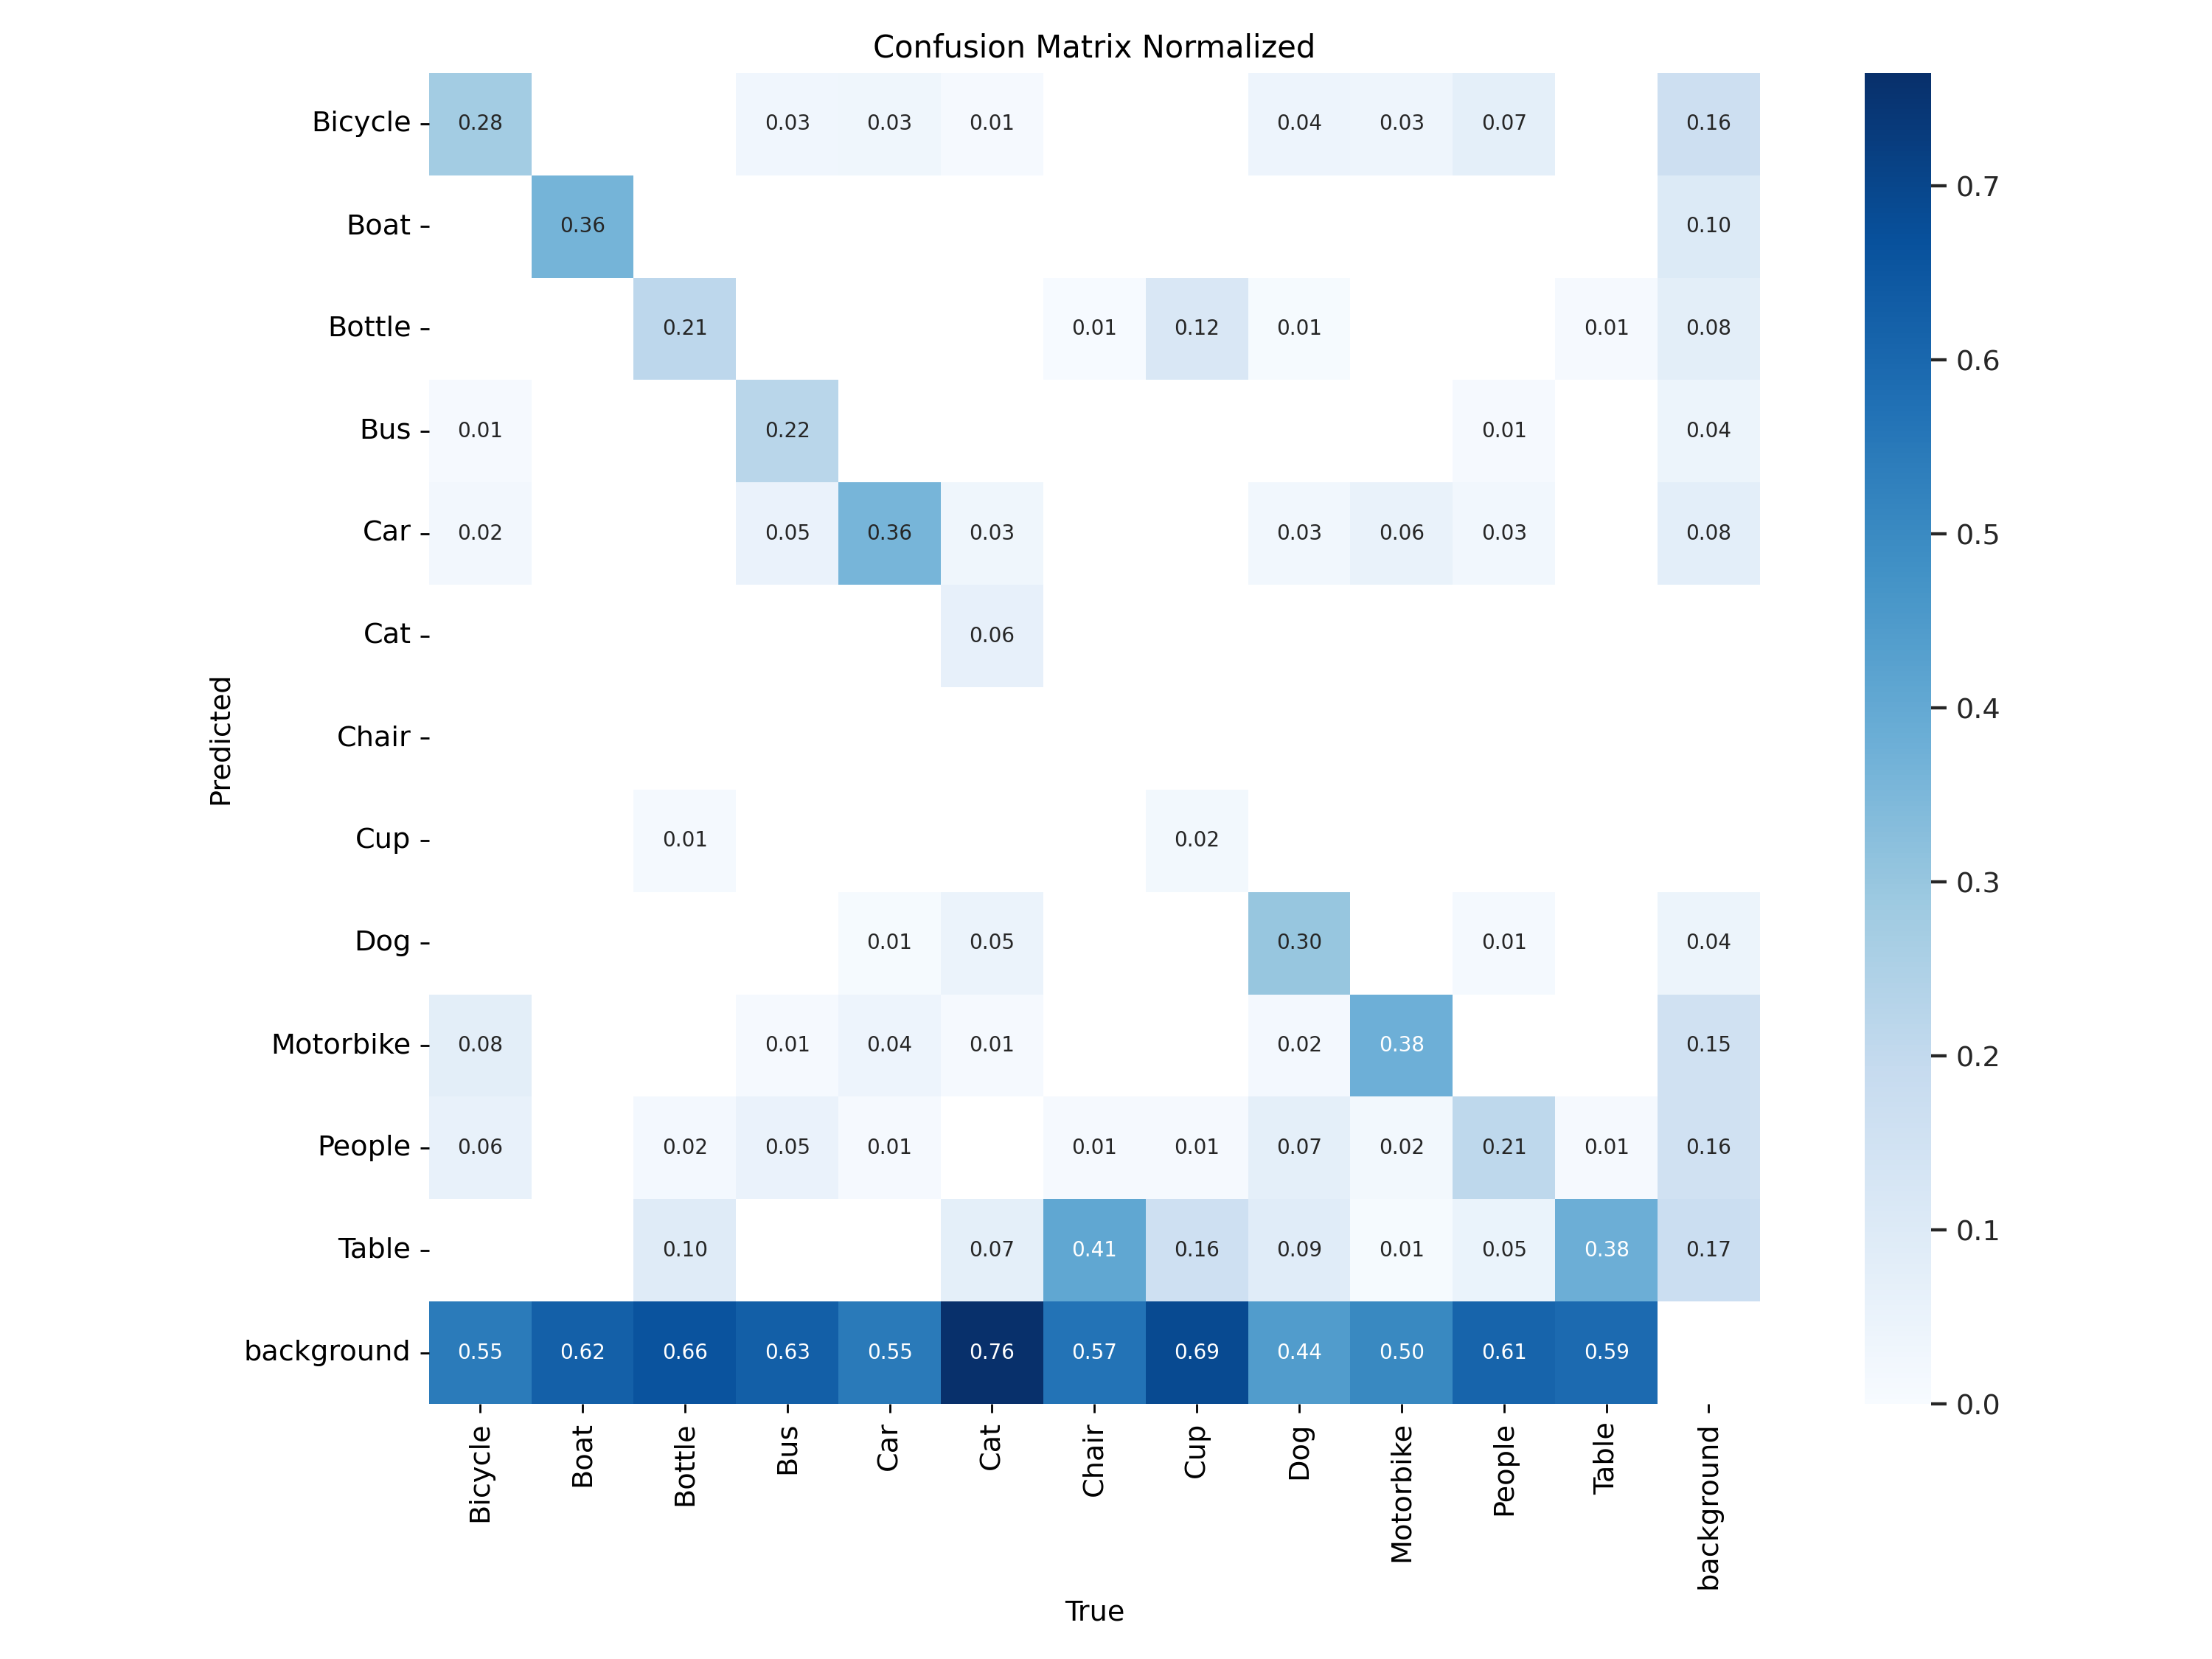 Confusion Matrix Normalized
Bicycle 0.28 0.03 0.03 0.01 0.04 0.03 0.07 0.16
Boat 0.36 0.10
Bottle 0.21 0.01 0.12 0.01 0.01 0.08
Bus 0.01 0.22 0.01 0.04
Car 0.02 0.05 0.36 0.03 0.03 0.06 0.03 0.08
Cat 0.06
Chair
Cup 0.01 0.02
Dog 0.01 0.05 0.30 0.01 0.04
Motorbike 0.08 0.01 0.04 0.01 0.02 0.38 0.15
People 0.06 0.02 0.05 0.01 0.01 0.01 0.07 0.02 0.21 0.01 0.16
Table 0.10 0.07 0.41 0.16 0.09 0.01 0.05 0.38 0.17
background 0.55 0.62 0.66 0.63 0.55 0.76 0.57 0.69 0.44 0.50 0.61 0.59
Predicted
Bicycle Boat Bottle Bus Car Cat Chair Cup Dog Motorbike People Table background
True
0.7
0.6
0.5
0.4
0.3
0.2
0.1
0.0